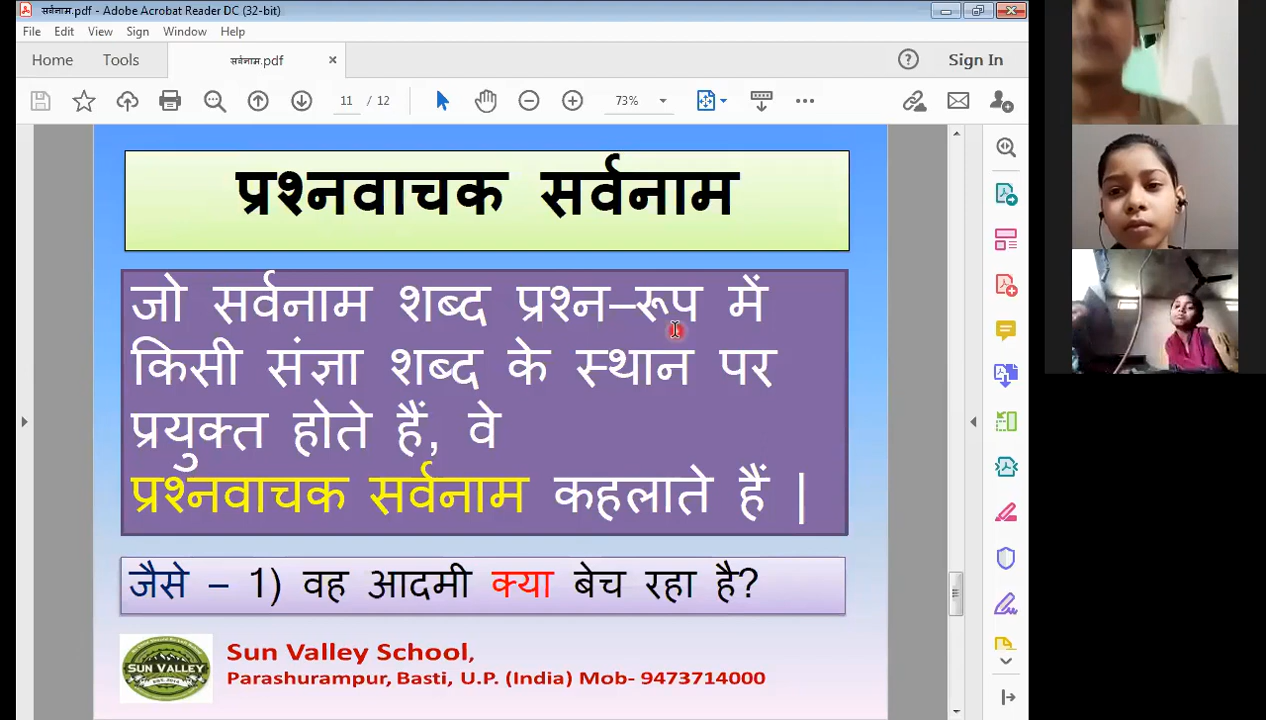 सर्वनाम.pdf - Adobe Acrobat Reader DC (32-bit)
File Edit View Sign Window Help
Home Tools सर्वनाम.pdf × ? Sign In
11 / 12 73%
प्रश्नवाचक सर्वनाम
जो सर्वनाम शब्द प्रश्न–रूप में
किसी संज्ञा शब्द के स्थान पर
प्रयुक्त होते हैं, वे
प्रश्नवाचक सर्वनाम कहलाते हैं |
जैसे – 1) वह आदमी क्या बेच रहा है?
SUN VALLEY
Sun Valley School,
Parashurampur, Basti, U.P. (India) Mob- 9473714000